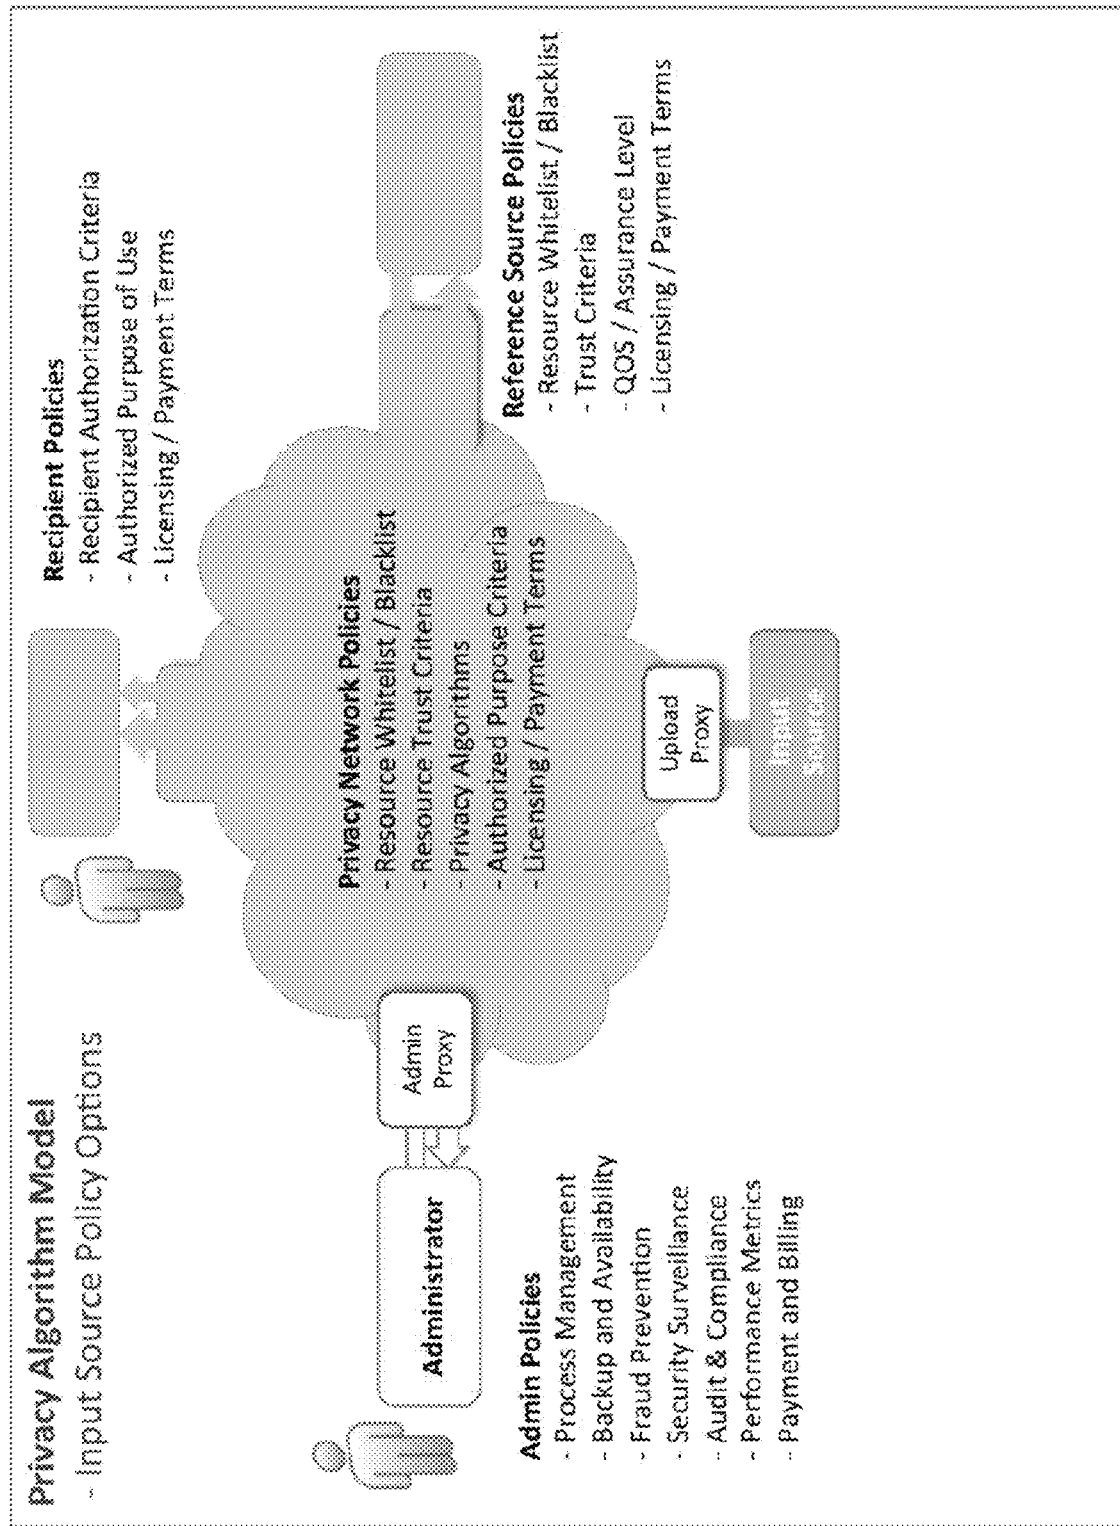 Privacy Algorithm Model
- Input Source Policy Options
Recipient Policies
- Recipient Authorization Criteria
- Authorized Purpose of Use
- Licensing / Payment Terms
Privacy Network Policies
- Resource Whitelist / Blacklist
- Resource Trust Criteria
- Privacy Algorithms
- Authorized Purpose Criteria
- Licensing / Payment Terms
Admin
Proxy
Administrator
Reference Source Policies
- Resource Whitelist / Blacklist
- Trust Criteria
- QOS / Assurance Level
- Licensing / Payment Terms
Admin Policies
- Process Management
- Backup and Availability
- Fraud Prevention
- Security Surveillance
- Audit & Compliance
- Performance Metrics
- Payment and Billing
Upload
Proxy
Input
Source